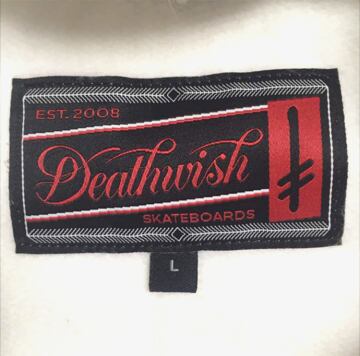 EST. 2008
Deathwish
SKATEBOARDS
L